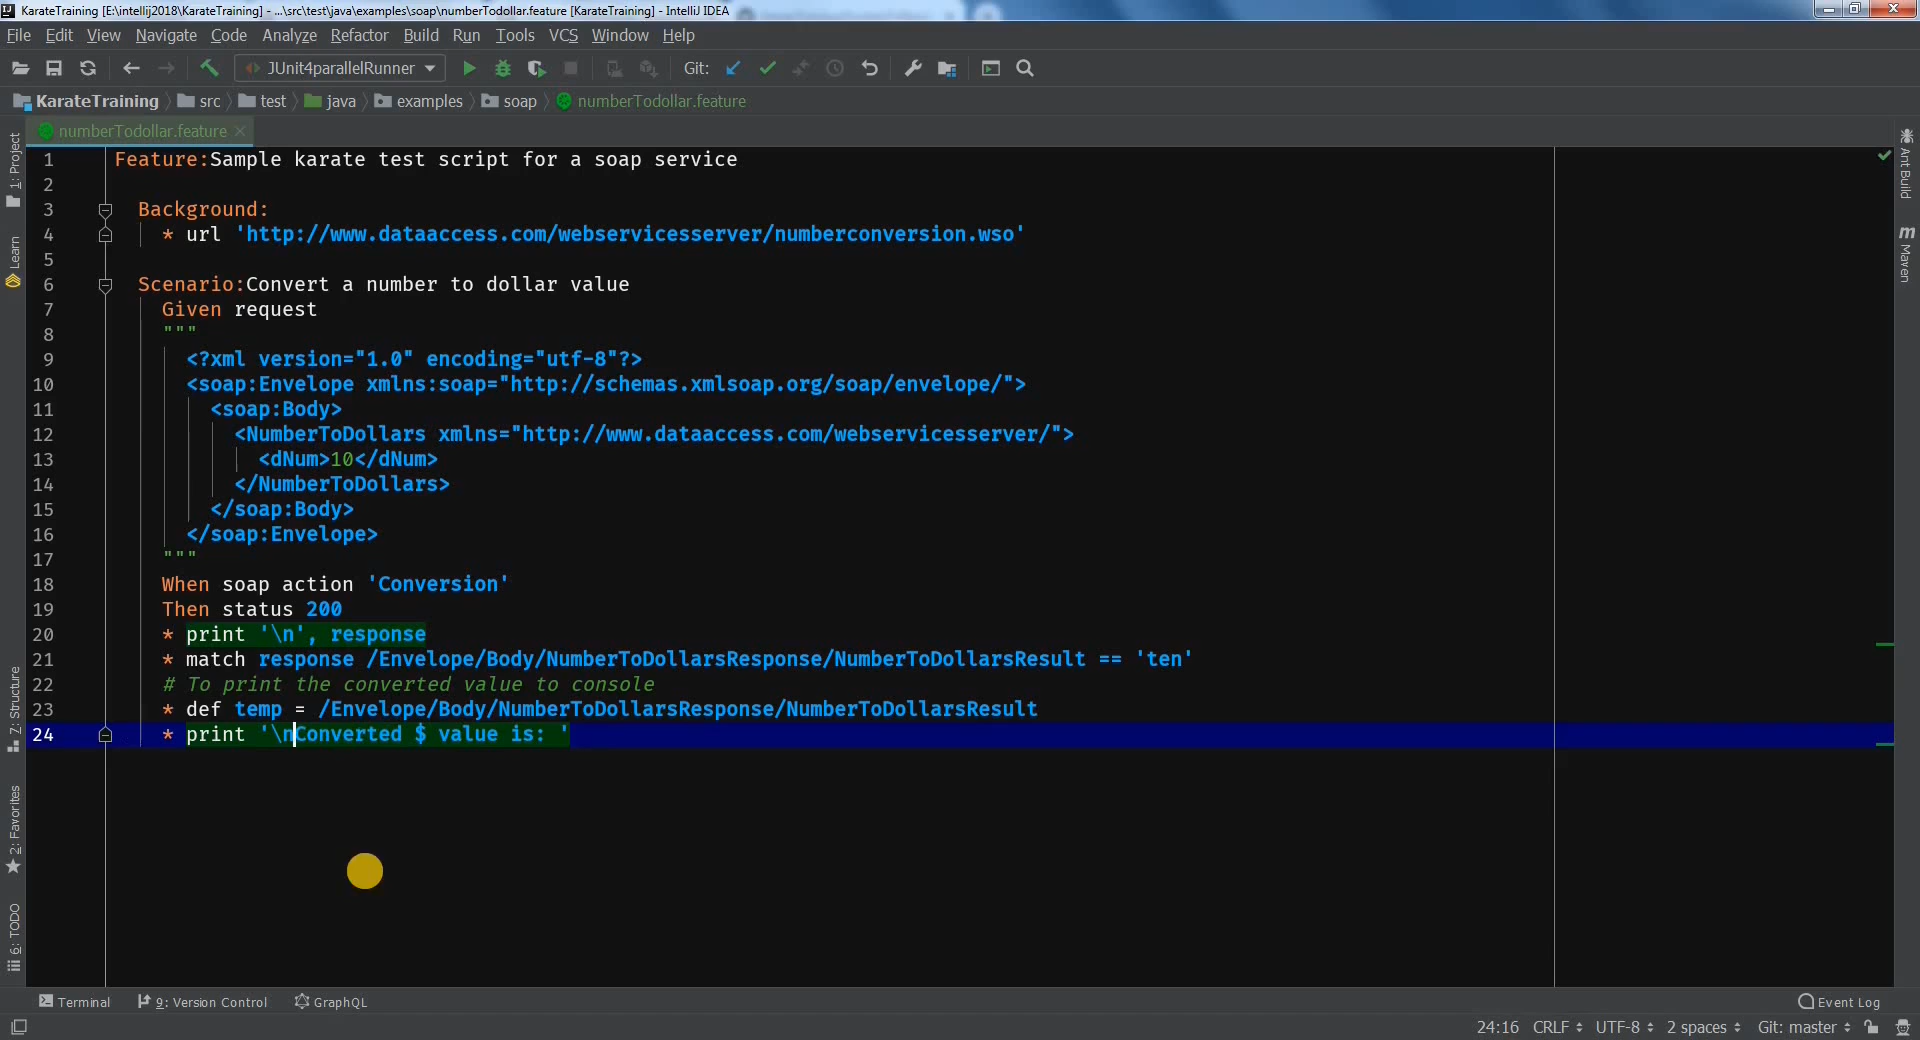 KarateTraining [E:\intellij2018\KarateTraining] - ...\src\test\java\examples\soap\numberTodollar.feature [KarateTraining] - IntelliJ IDEA
File Edit View Navigate Code Analyze Refactor Build Run Tools VCS Window Help
JUnit4parallelRunner Git:
KarateTraining src test java examples soap numberTodollar.feature
numberTodollar.feature
1: Project
Learn
Z: Structure
2: Favorites
6: TODO
1 Feature:Sample karate test script for a soap service
2
3 Background:
4 * url 'http://www.dataaccess.com/webservicesserver/numberconversion.wso'
5
6 Scenario:Convert a number to dollar value
7 Given request
8 """
9 <?xml version="1.0" encoding="utf-8"?>
10 <soap:Envelope xmlns:soap="http://schemas.xmlsoap.org/soap/envelope/">
11 <soap:Body>
12 <NumberToDollars xmlns="http://www.dataaccess.com/webservicesserver/">
13 <dNum>10</dNum>
14 </NumberToDollars>
15 </soap:Body>
16 </soap:Envelope>
17 """
18 When soap action 'Conversion'
19 Then status 200
20 * print '\n', response
21 * match response /Envelope/Body/NumberToDollarsResponse/NumberToDollarsResult == 'ten'
22 # To print the converted value to console
23 * def temp = /Envelope/Body/NumberToDollarsResponse/NumberToDollarsResult
24 * print '\nConverted $ value is: '
Ant Build
m Maven
Terminal 9: Version Control GraphQL Event Log
24:16 CRLF UTF-8 2 spaces Git: master